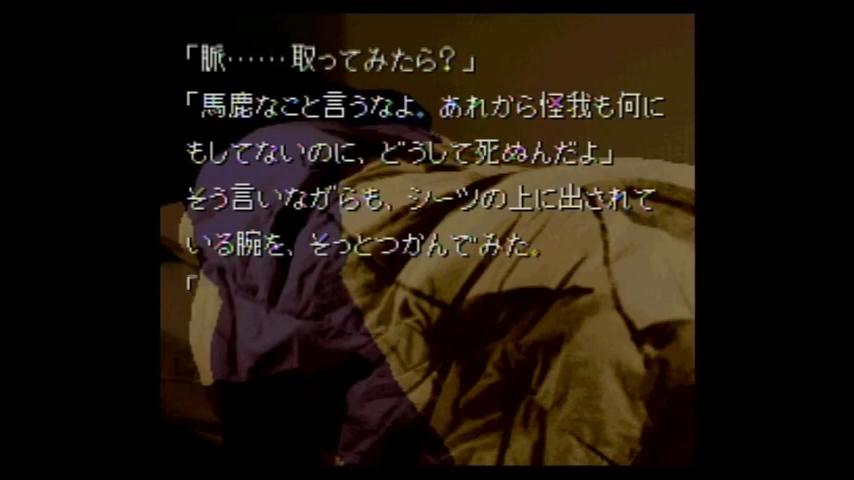 「脈……取ってみたら？」
「馬鹿なこと言うなよ。あれから怪我も何に
もしてないのに、どうして死ぬんだよ」
そう言いながらも、シーツの上に出されて
いる腕を、そっとつかんでみた。
「